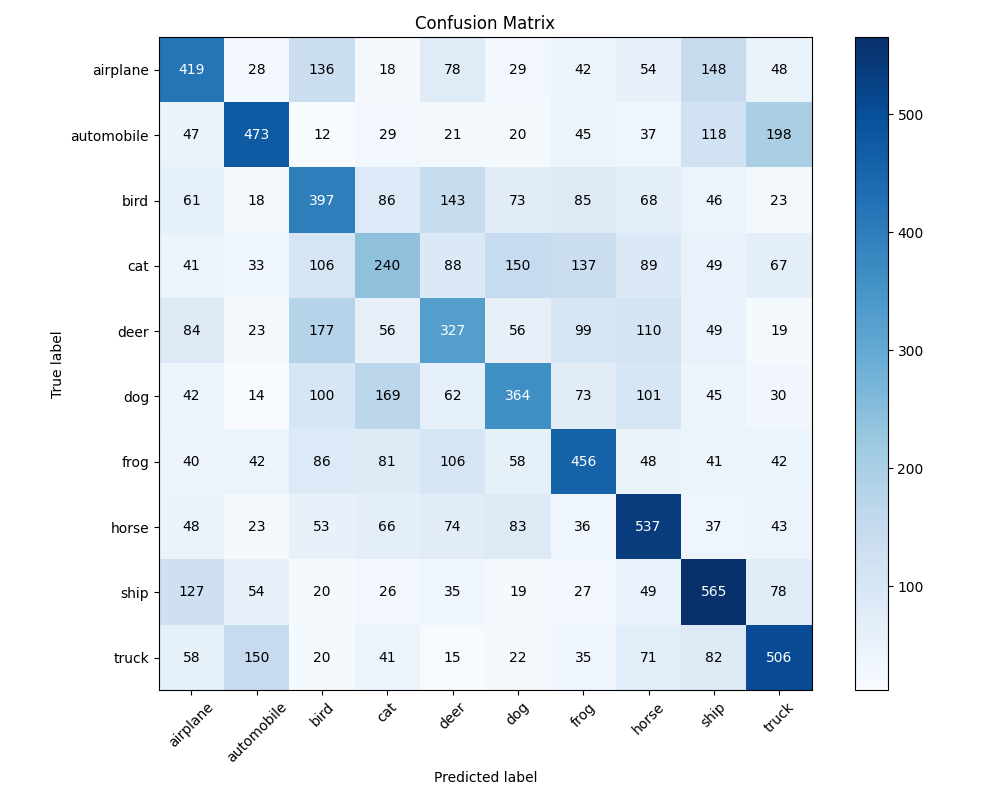 Confusion Matrix
airplane 419 28 136 18 78 29 42 54 148 48
automobile 47 473 12 29 21 20 45 37 118 198
bird 61 18 397 86 143 73 85 68 46 23
cat 41 33 106 240 88 150 137 89 49 67
deer 84 23 177 56 327 56 99 110 49 19
dog 42 14 100 169 62 364 73 101 45 30
frog 40 42 86 81 106 58 456 48 41 42
horse 48 23 53 66 74 83 36 537 37 43
ship 127 54 20 26 35 19 27 49 565 78
truck 58 150 20 41 15 22 35 71 82 506
airplane automobile bird cat deer dog frog horse ship truck
Predicted label
True label
500
400
300
200
100